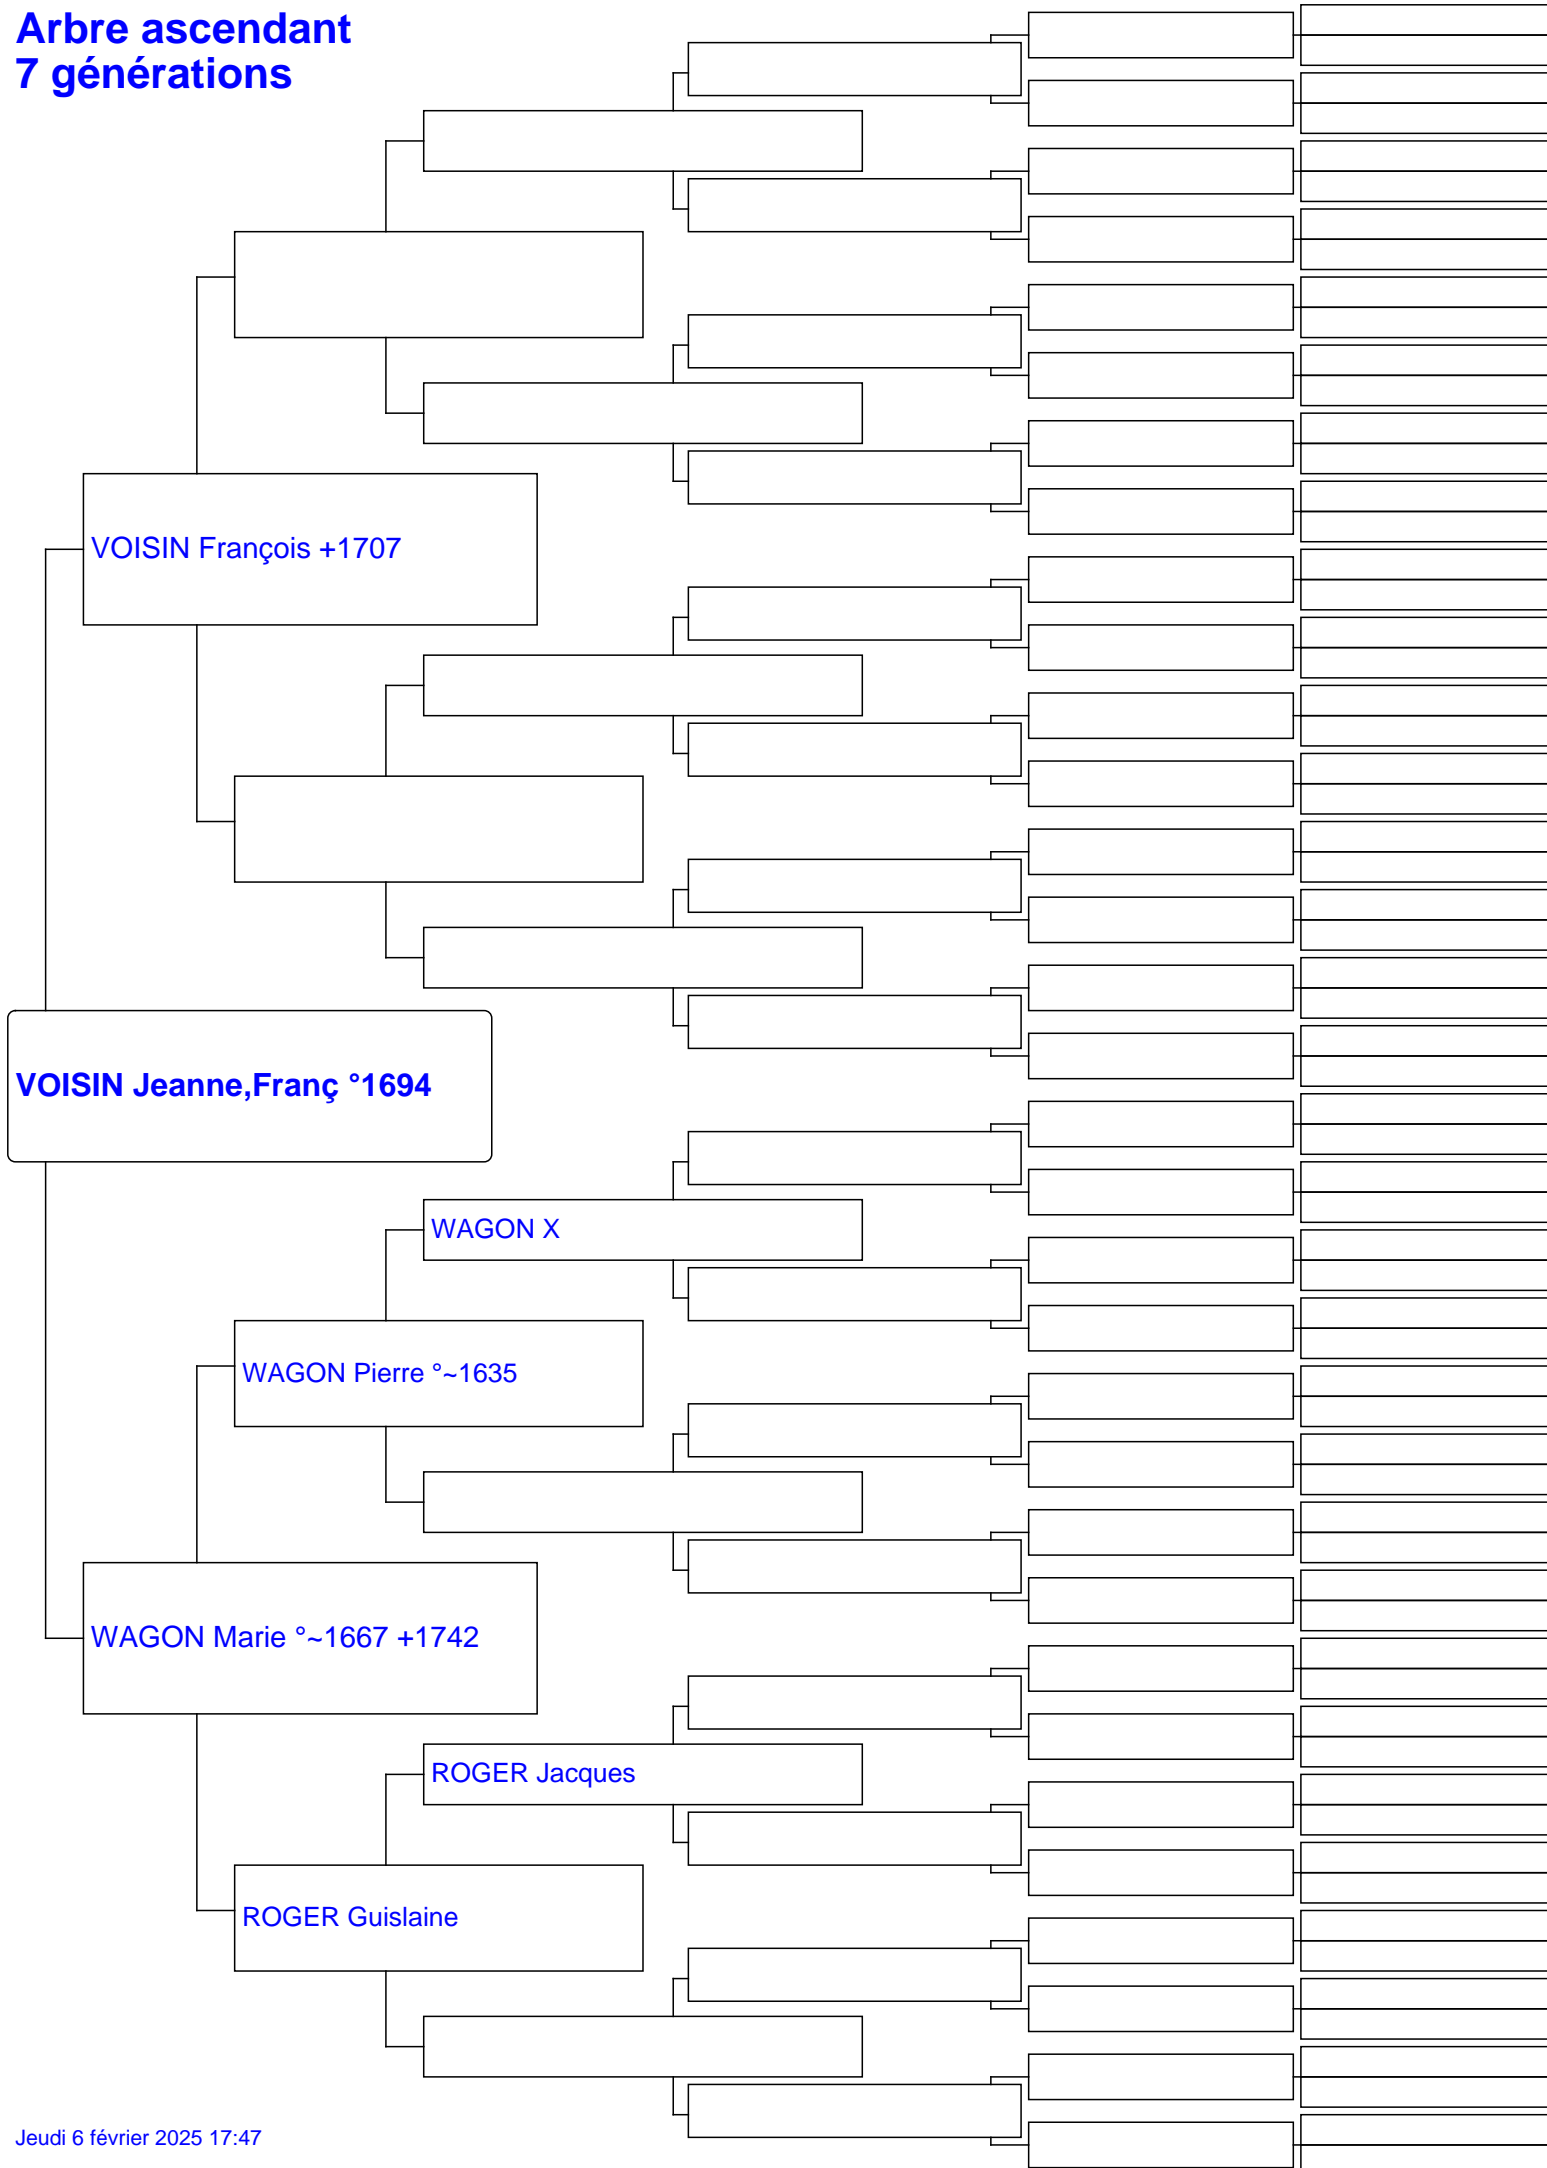 Arbre ascendant
7 générations
VOISIN François +1707
VOISIN Jeanne,Franç °1694
WAGON X
WAGON Pierre °~1635
WAGON Marie °~1667 +1742
ROGER Jacques
ROGER Guislaine
Jeudi 6 février 2025 17:47